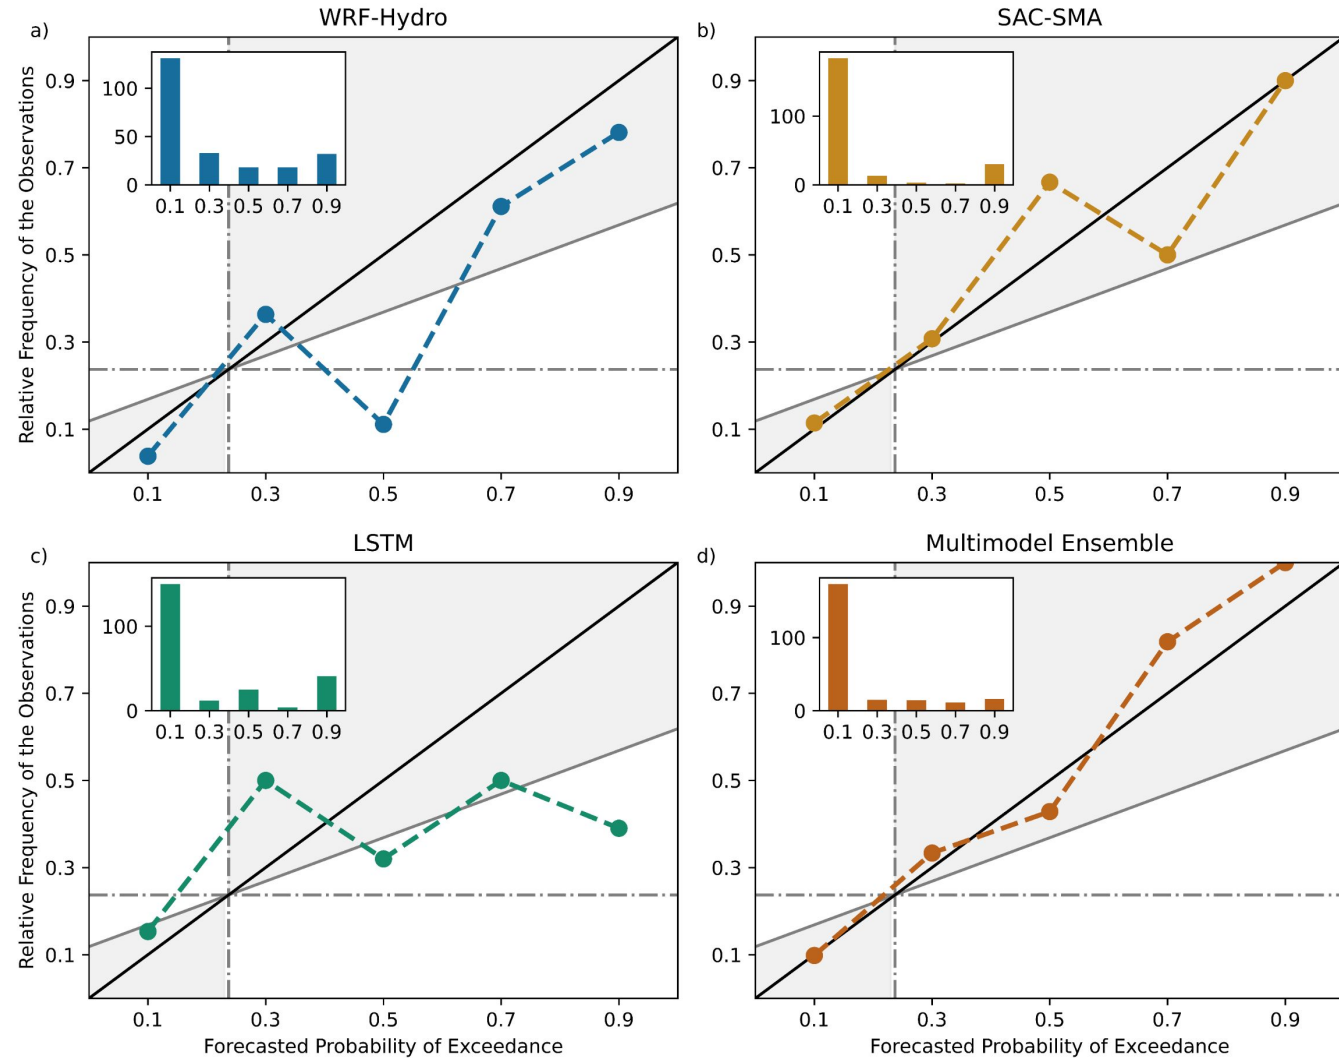 a)
WRF-Hydro
Relative Frequency of the Observations
0.9
0.7
0.5
0.3
0.1
100
50
0
0.1 0.3 0.5 0.7 0.9
0.1 0.3 0.5 0.7 0.9
b)
SAC-SMA
0.9
0.7
0.5
0.3
0.1
100
0
0.1 0.3 0.5 0.7 0.9
0.1 0.3 0.5 0.7 0.9
c)
LSTM
Relative Frequency of the Observations
0.9
0.7
0.5
0.3
0.1
100
0
0.1 0.3 0.5 0.7 0.9
0.1 0.3 0.5 0.7 0.9
Forecasted Probability of Exceedance
d)
Multimodel Ensemble
0.9
0.7
0.5
0.3
0.1
100
0
0.1 0.3 0.5 0.7 0.9
0.1 0.3 0.5 0.7 0.9
Forecasted Probability of Exceedance